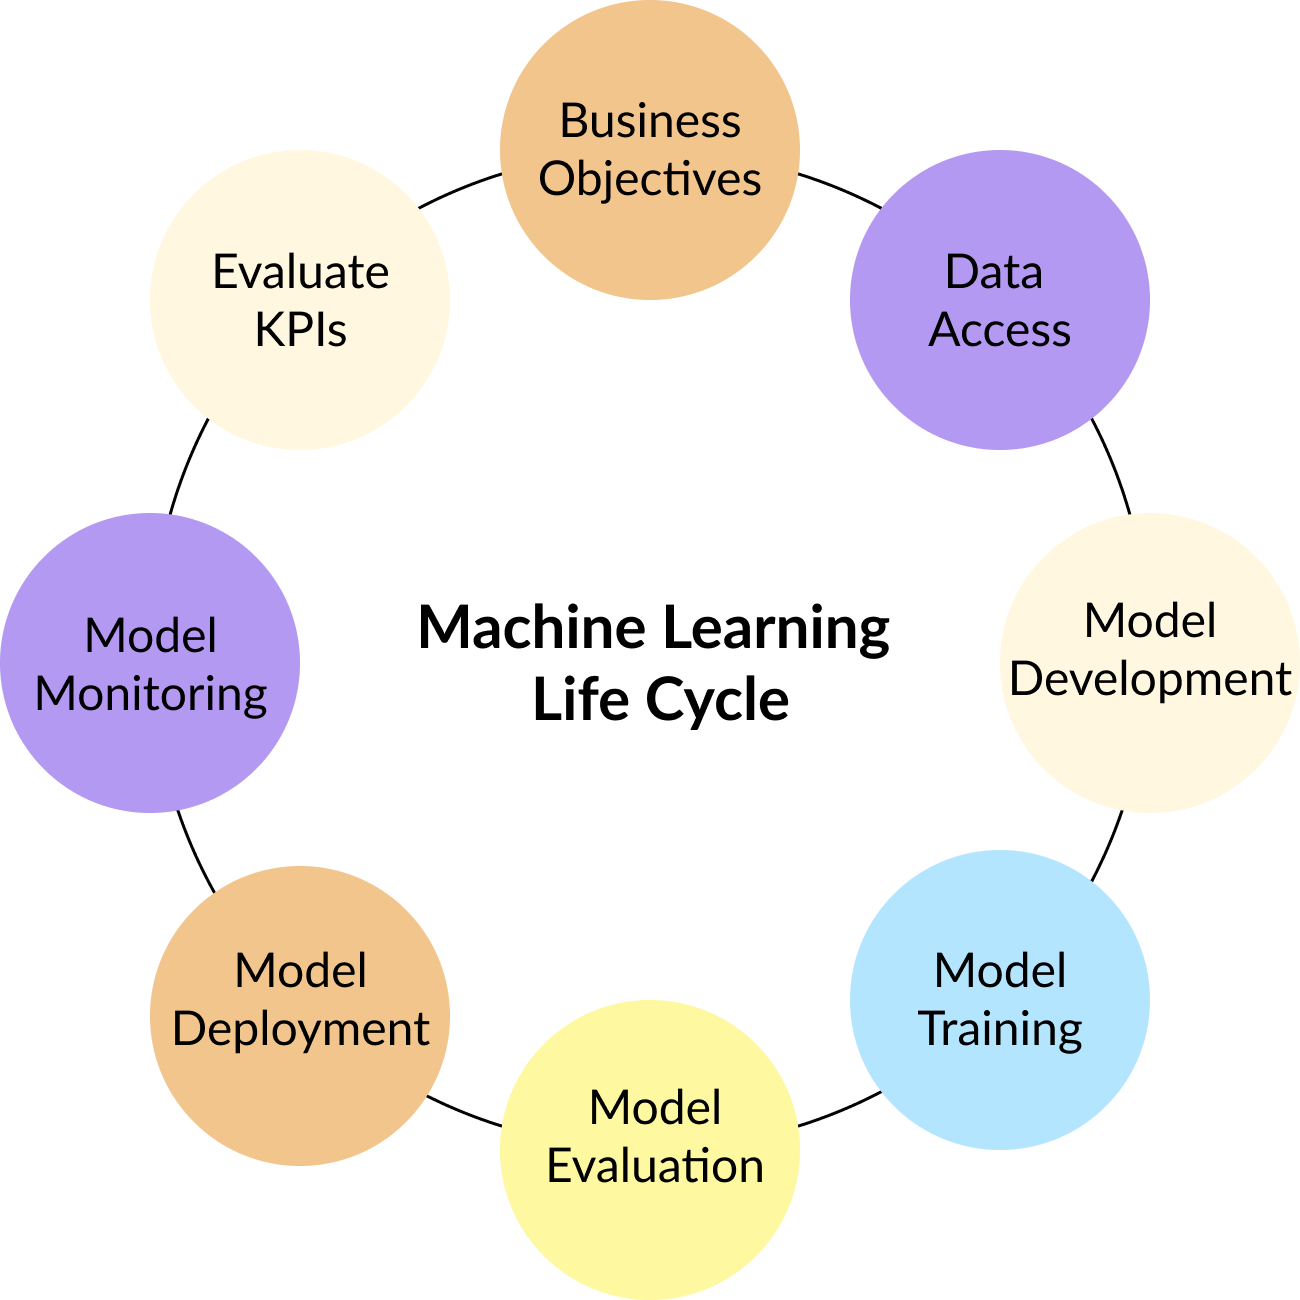 Business
Objectives
Data
Access
Model
Development
Model
Training
Model
Evaluation
Model
Deployment
Model
Monitoring
Evaluate
KPIs
Machine Learning
Life Cycle